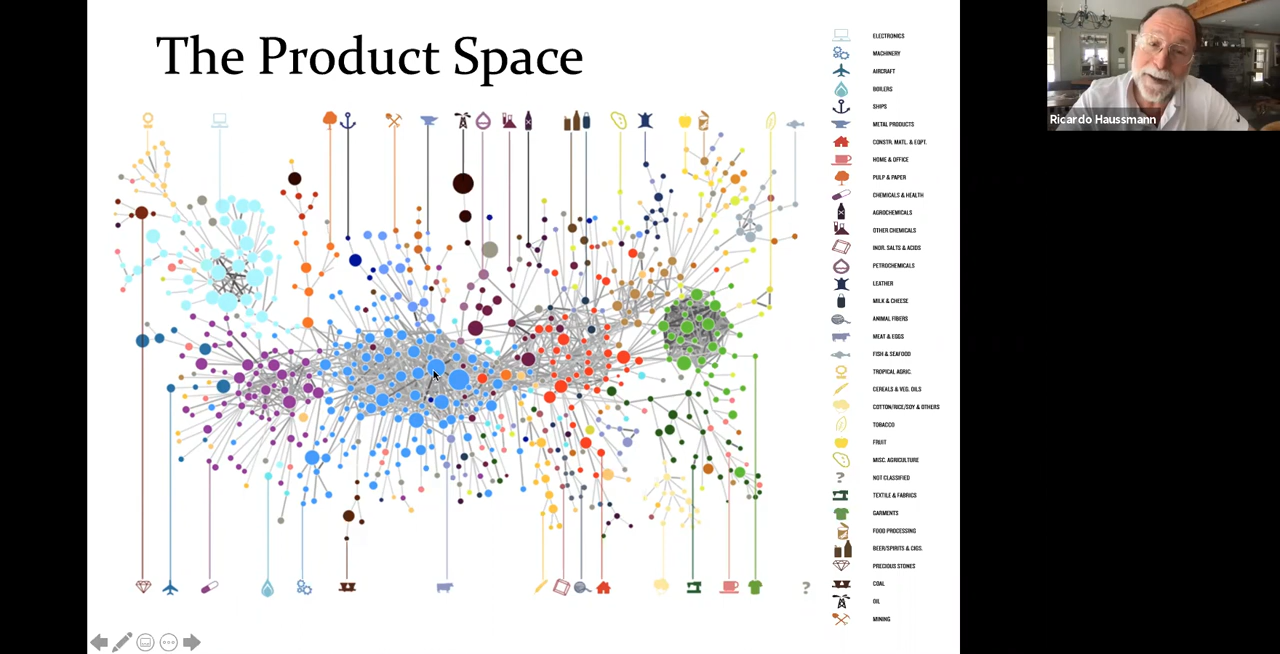 The Product Space
Ricardo Haussmann
ELECTRONICS
MACHINERY
AIRCRAFT
BOILERS
SHIPS
METAL PRODUCTS
CONSTR. MATL. & EQPT.
HOME & OFFICE
PULP & PAPER
CHEMICALS & HEALTH
AGROCHEMICALS
OTHER CHEMICALS
INOR. SALTS & ACIDS
PETROCHEMICALS
LEATHER
MILK & CHEESE
ANIMAL FIBERS
MEAT & EGGS
FISH & SEAFOOD
TROPICAL AGRIC.
CEREALS & VEG. OILS
COTTON/RICE/SOY & OTHERS
TOBACCO
FRUIT
MISC. AGRICULTURE
?
NOT CLASSIFIED
TEXTILE & FABRICS
GARMENTS
FOOD PROCESSING
BEER/SPIRITS & CIGS.
PRECIOUS STONES
COAL
OIL
MINING
?